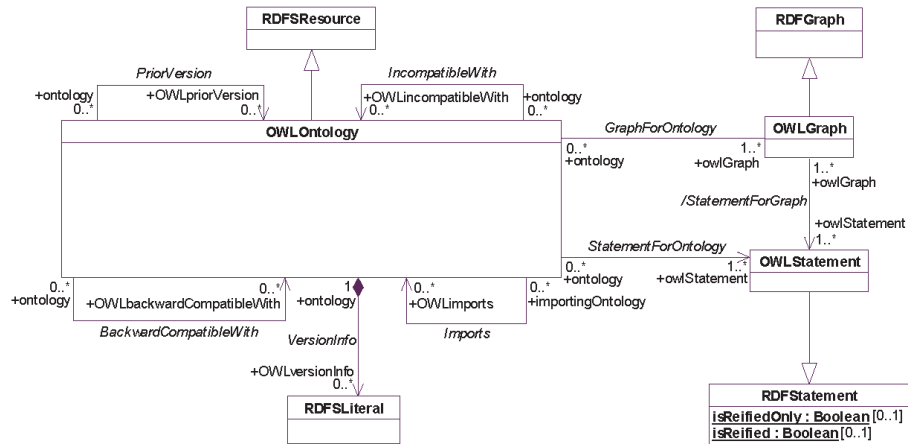 RDFSResource
RDFGraph
PriorVersion
IncompatibleWith
+ontology
+OWLpriorVersion
+OWLincompatibleWith
+ontology
0..*
0..*
0..*
0..*
OWLOntology
GraphForOntology
OWLGraph
0..*
1..*
+ontology
+owlGraph
1..*
+owlGraph
/StatementForGraph
+owlStatement
1..*
StatementForOntology
OWLStatement
0..*
1..*
+ontology
+owlStatement
0..*
0..*
1
0..*
0..*
+ontology
+OWLbackwardCompatibleWith
+ontology
+OWLimports
+importingOntology
BackwardCompatibleWith
VersionInfo
Imports
+OWLversionInfo
0..*
RDFSLiteral
RDFStatement
isReifiedOnly : Boolean [0..1]
isReified : Boolean [0..1]